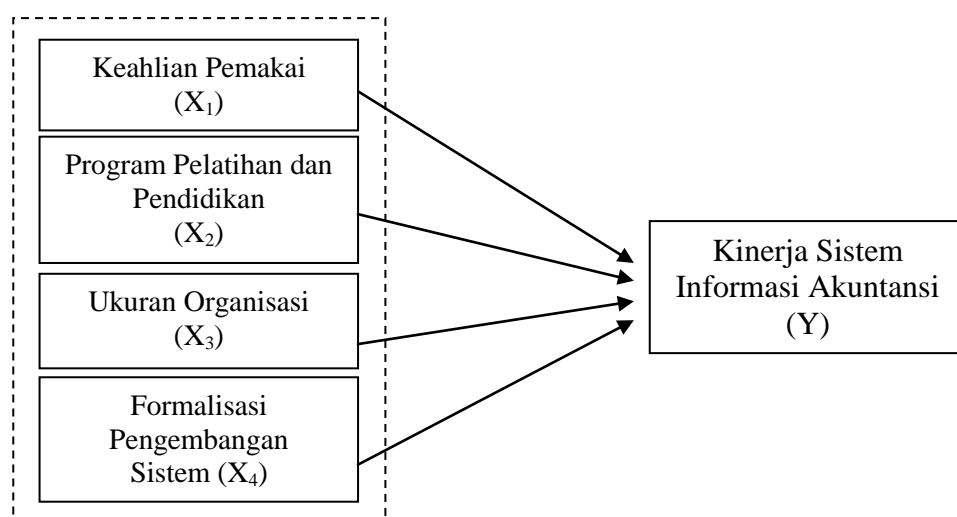 Keahlian Pemakai
(X₁)
Program Pelatihan dan
Pendidikan
(X₂)
Ukuran Organisasi
(X₃)
Formalisasi
Pengembangan
Sistem (X₄)
Kinerja Sistem
Informasi Akuntansi
(Y)